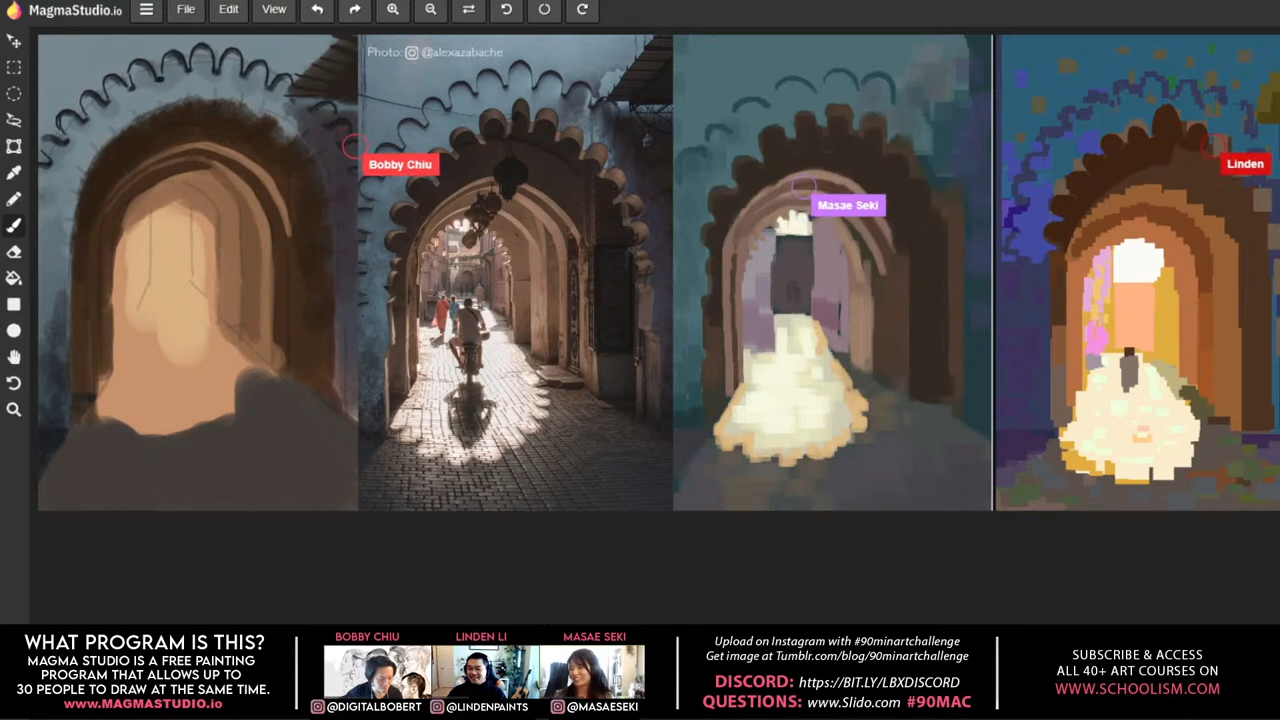 MagmaStudio.io
File
Edit
View
Photo: @alexazabache
Bobby Chiu
Masae Seki
Linden
WHAT PROGRAM IS THIS?
MAGMA STUDIO IS A FREE PAINTING
PROGRAM THAT ALLOWS UP TO
30 PEOPLE TO DRAW AT THE SAME TIME.
www.MAGMASTUDIO.io
BOBBY CHIU
LINDEN LI
MASAE SEKI
@DIGITALBOBERT
@LINDENPAINTS
@MASAESEKI
Upload on Instagram with #90minartchallenge
Get image at Tumblr.com/blog/90minartchallenge
DISCORD: https://BIT.LY/LBXDISCORD
QUESTIONS: www.Slido.com #90MAC
SUBSCRIBE & ACCESS
ALL 40+ ART COURSES ON
WWW.SCHOOLISM.COM